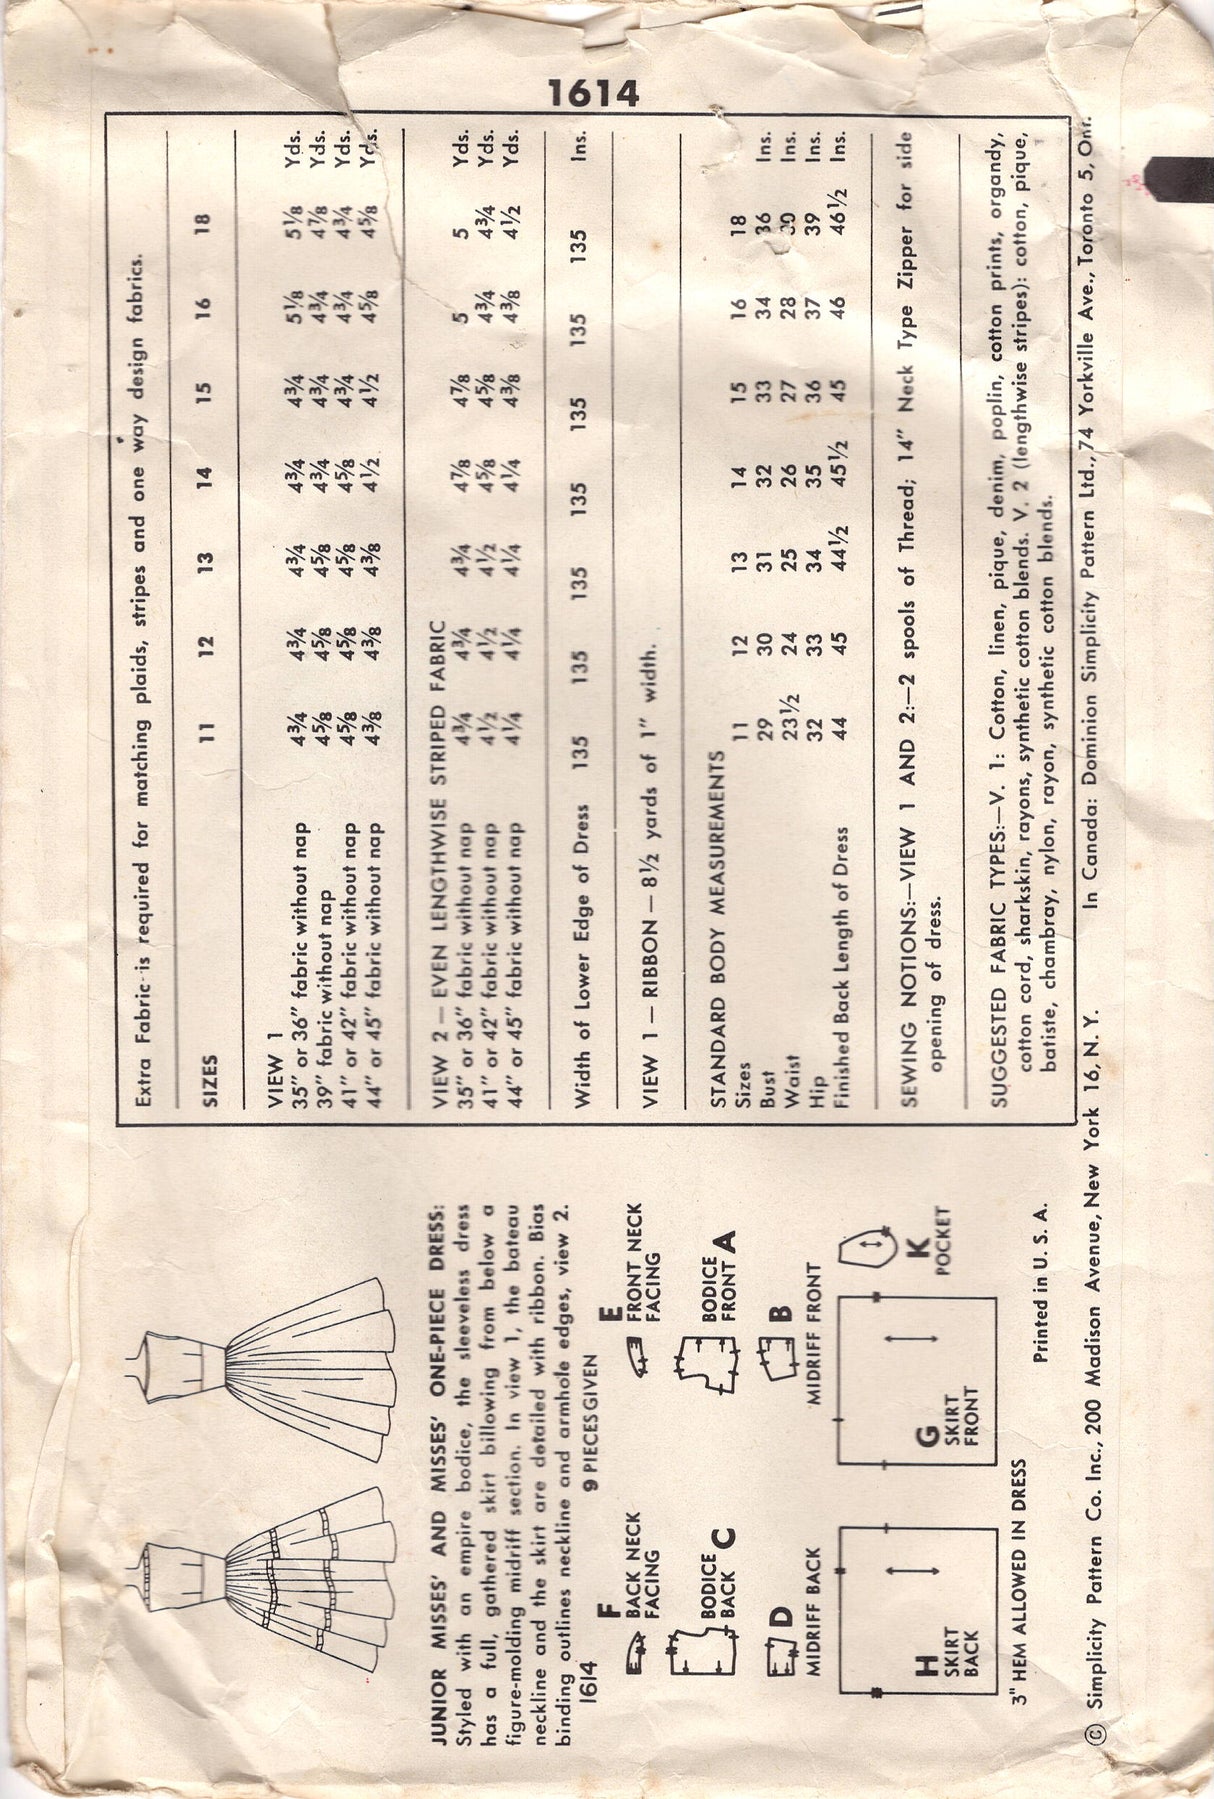 1614
JUNIOR MISSES' AND MISSES' ONE-PIECE DRESS:
Styled with an empire bodice, the sleeveless dress
has a full, gathered skirt billowing from below a
figure-molding midriff section. In view 1, the bateau
neckline and the skirt are detailed with ribbon. Bias
binding outlines neckline and armhole edges, view 2.
1614 9 PIECES GIVEN
F
BACK NECK
FACING
E
FRONT NECK
FACING
BODICE
BACK C
BODICE
FRONT A
D
MIDRIFF BACK
B
MIDRIFF FRONT
H
SKIRT
BACK
G
SKIRT
FRONT
K
POCKET
3" HEM ALLOWED IN DRESS
Printed in U. S. A.
Extra Fabric is required for matching plaids, stripes and one way design fabrics.
SIZES 11 12 13 14 15 16 18
VIEW 1
35" or 36" fabric without nap 4¾ 4¾ 4¾ 4¾ 4¾ 5⅛ 5⅛ Yds.
39" fabric without nap 4⅝ 4⅝ 4⅝ 4¾ 4¾ 4¾ 4⅞ Yds.
41" or 42" fabric without nap 4⅝ 4⅝ 4⅝ 4⅝ 4¾ 4¾ 4¾ Yds.
44" or 45" fabric without nap 4⅜ 4⅜ 4⅜ 4½ 4½ 4⅝ 4⅝ Yds.
VIEW 2 — EVEN LENGTHWISE STRIPED FABRIC
35" or 36" fabric without nap 4¾ 4¾ 4¾ 4⅞ 4⅞ 5 5 Yds.
41" or 42" fabric without nap 4½ 4½ 4½ 4⅝ 4⅝ 4¾ 4¾ Yds.
44" or 45" fabric without nap 4¼ 4¼ 4¼ 4¼ 4⅜ 4⅜ 4½ Yds.
Width of Lower Edge of Dress 135 135 135 135 135 135 135 Ins.
VIEW 1 — RIBBON — 8½ yards of 1" width.
STANDARD BODY MEASUREMENTS
Sizes 11 12 13 14 15 16 18
Bust 29 30 31 32 33 34 36 Ins.
Waist 23½ 24 25 26 27 28 30 Ins.
Hip 32 33 34 35 36 37 39 Ins.
Finished Back Length of Dress 44 45 44½ 45½ 45 46 46½ Ins.
SEWING NOTIONS:—VIEW 1 AND 2:—2 spools of Thread; 14" Neck Type Zipper for side
opening of dress.
SUGGESTED FABRIC TYPES:—V. 1: Cotton, linen, pique, denim, poplin, cotton prints, organdy,
cotton cord, sharkskin, rayons, synthetic cotton blends. V. 2 (lengthwise stripes): cotton, pique,
batiste, chambray, nylon, rayon, synthetic cotton blends.
© Simplicity Pattern Co. Inc., 200 Madison Avenue, New York 16, N. Y. In Canada: Dominion Simplicity Pattern Ltd., 74 Yorkville Ave., Toronto 5, Ont.